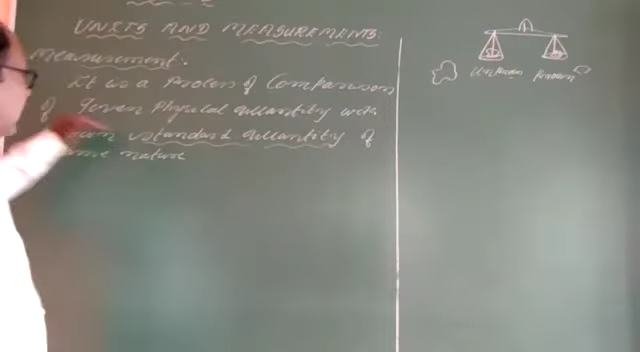 UNITS AND MEASUREMENTS:
Measurement:
It is a Process of Comparison
of given Physical quantity with
standard quantity of
nature
unknown known